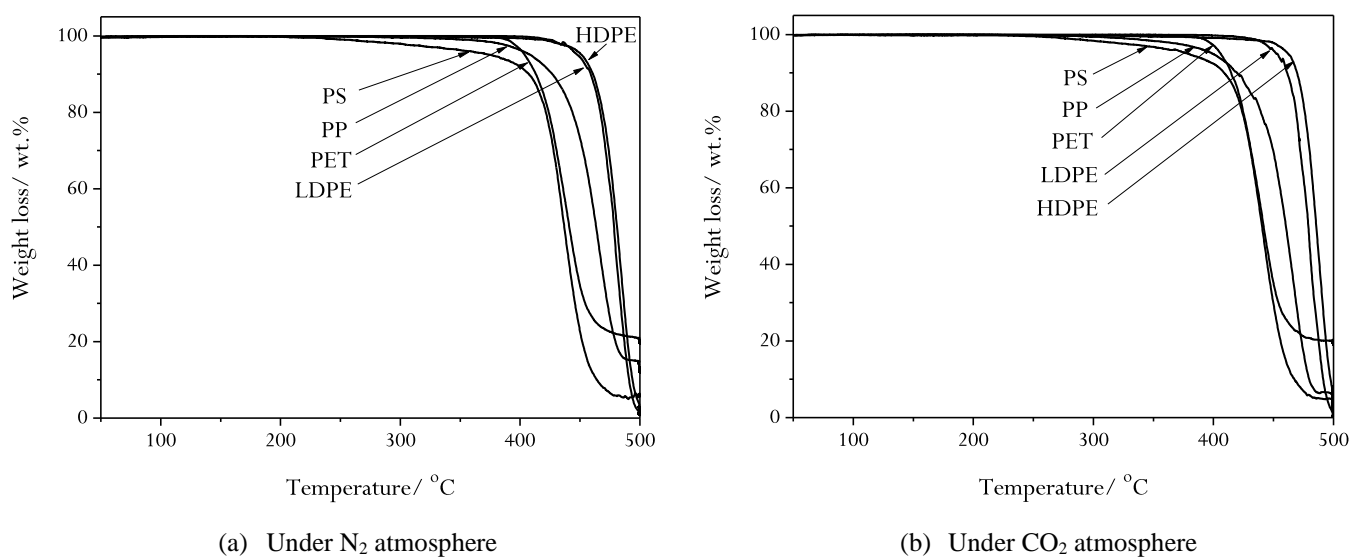 100
80
60
40
20
0
Weight loss/ wt.%
HDPE
PS
PP
PET
LDPE
100
200
300
400
500
Temperature/ °C
(a) Under N₂ atmosphere
100
80
60
40
20
0
Weight loss/ wt.%
PS
PP
PET
LDPE
HDPE
100
200
300
400
500
Temperature/ °C
(b) Under CO₂ atmosphere